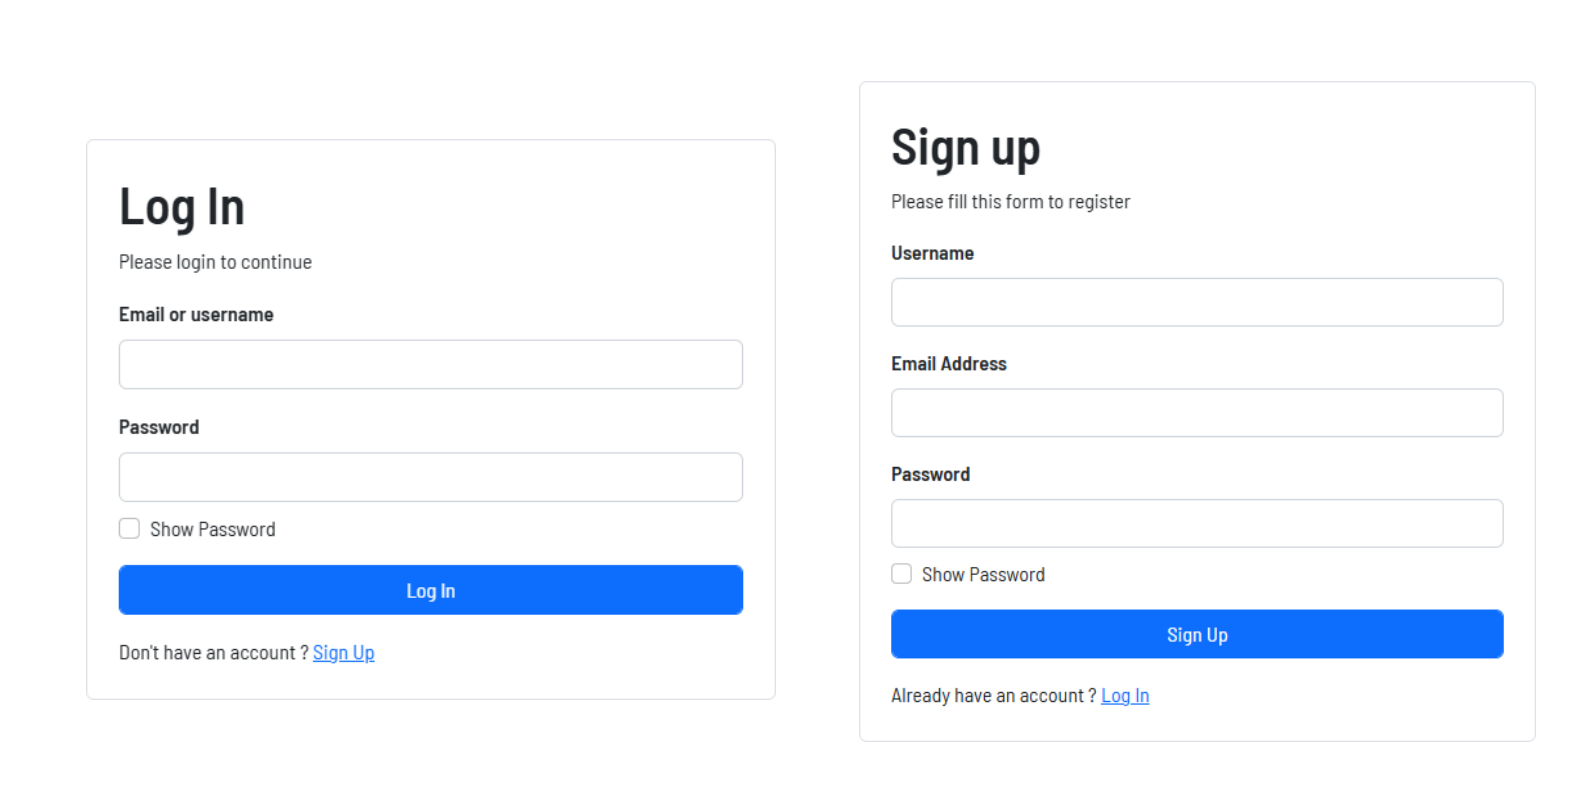 Log In
Please login to continue
Email or username
Password
Show Password
Log In
Don't have an account ? Sign Up
Sign up
Please fill this form to register
Username
Email Address
Password
Show Password
Sign Up
Already have an account ? Log In